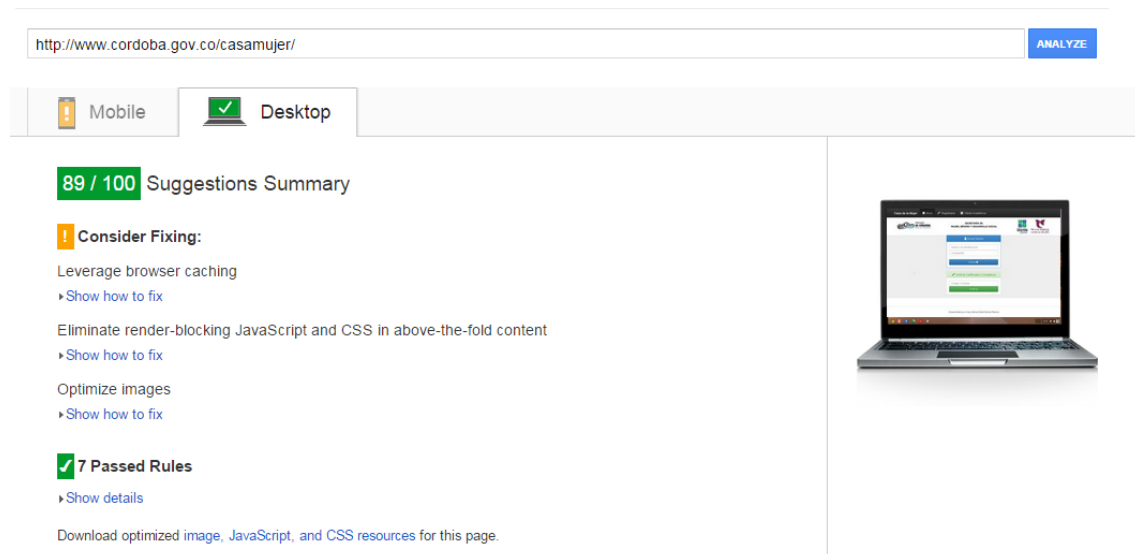 http://www.cordoba.gov.co/casamujer/
ANALYZE
Mobile
Desktop
89 / 100 Suggestions Summary
! Consider Fixing:
Leverage browser caching
Show how to fix
Eliminate render-blocking JavaScript and CSS in above-the-fold content
Show how to fix
Optimize images
Show how to fix
7 Passed Rules
Show details
Download optimized image, JavaScript, and CSS resources for this page.